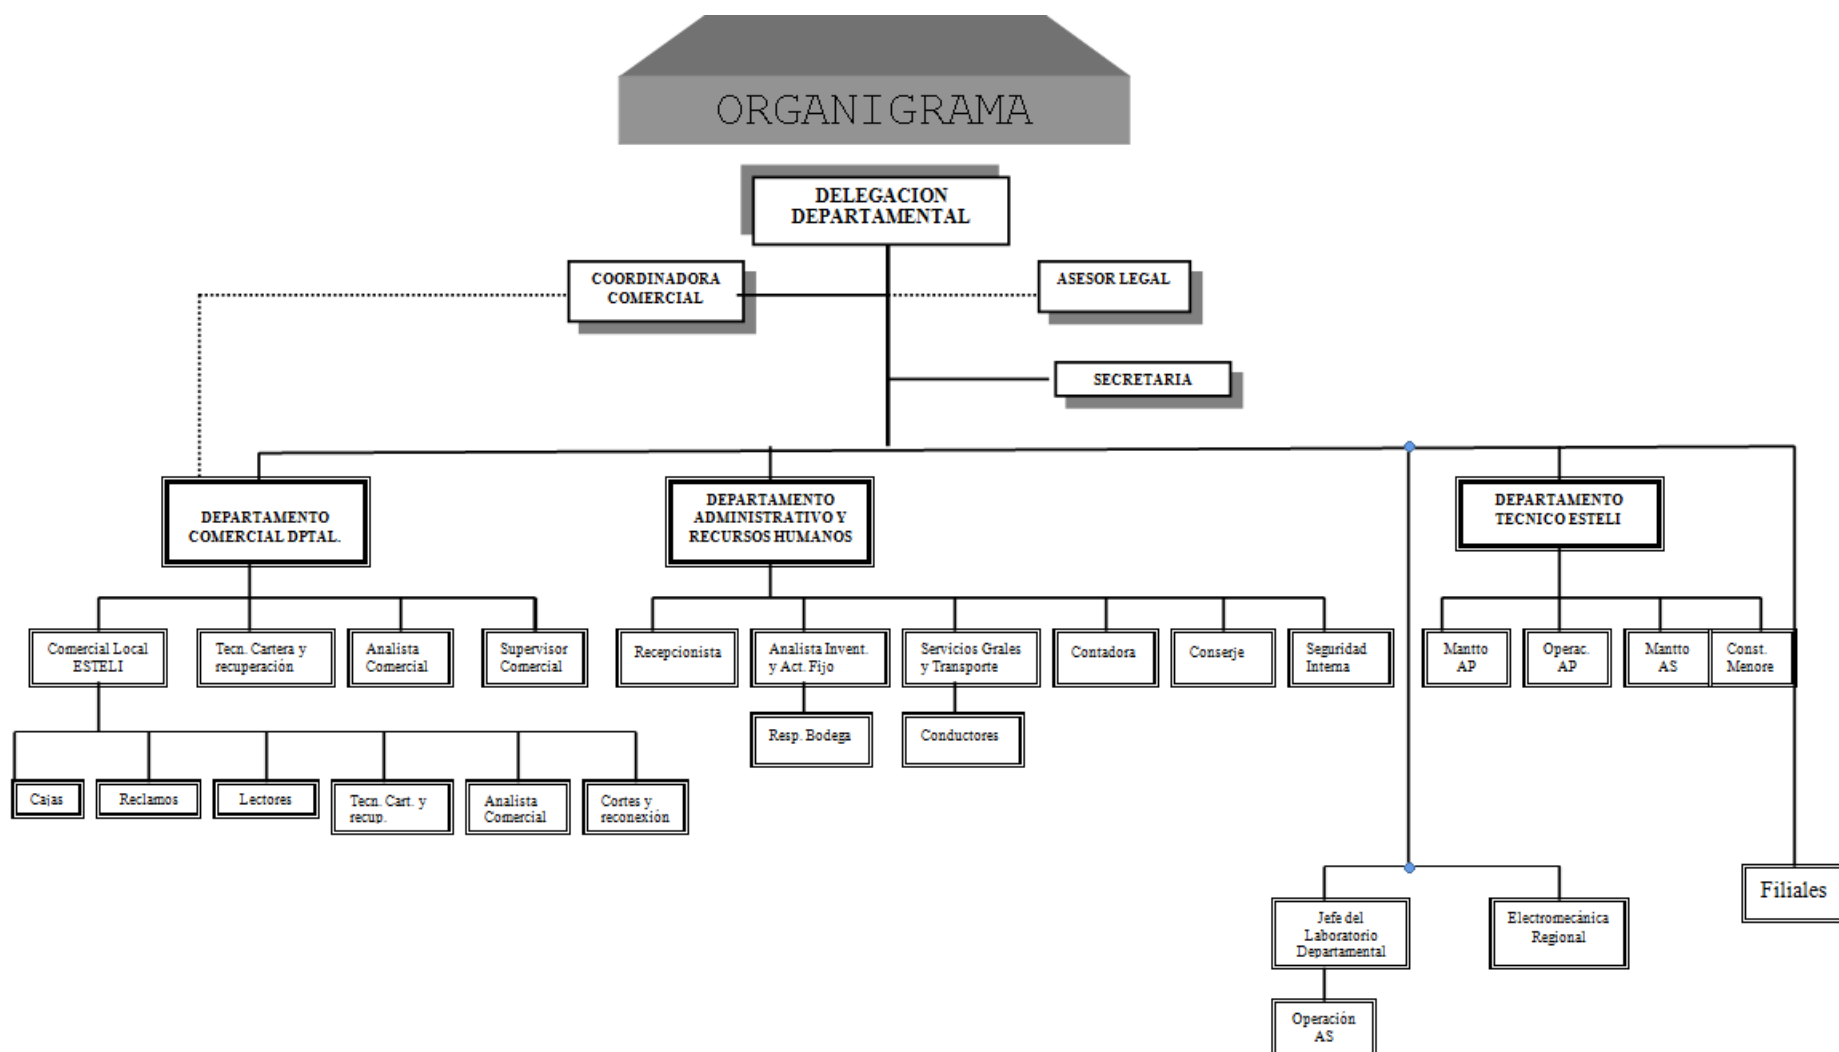 ORGANIGRAMA
DELEGACION
DEPARTAMENTAL
COORDINADORA
COMERCIAL
ASESOR LEGAL
SECRETARIA
DEPARTAMENTO
COMERCIAL DPTAL.
DEPARTAMENTO
ADMINISTRATIVO Y
RECURSOS HUMANOS
DEPARTAMENTO
TECNICO ESTELI
Comercial Local
ESTELI
Tecn. Cartera y
recuperación
Analista
Comercial
Supervisor
Comercial
Recepcionista
Analista Invent.
y Act. Fijo
Servicios Grales
y Transporte
Contadora
Conserje
Seguridad
Interna
Mantto
AP
Operac.
AP
Mantto
AS
Const.
Menore
Resp. Bodega
Conductores
Cajas
Reclamos
Lectores
Tecn. Cart. y
recup.
Analista
Comercial
Cortes y
reconexión
Filiales
Jefe del
Laboratorio
Departamental
Electromecánica
Regional
Operación
AS